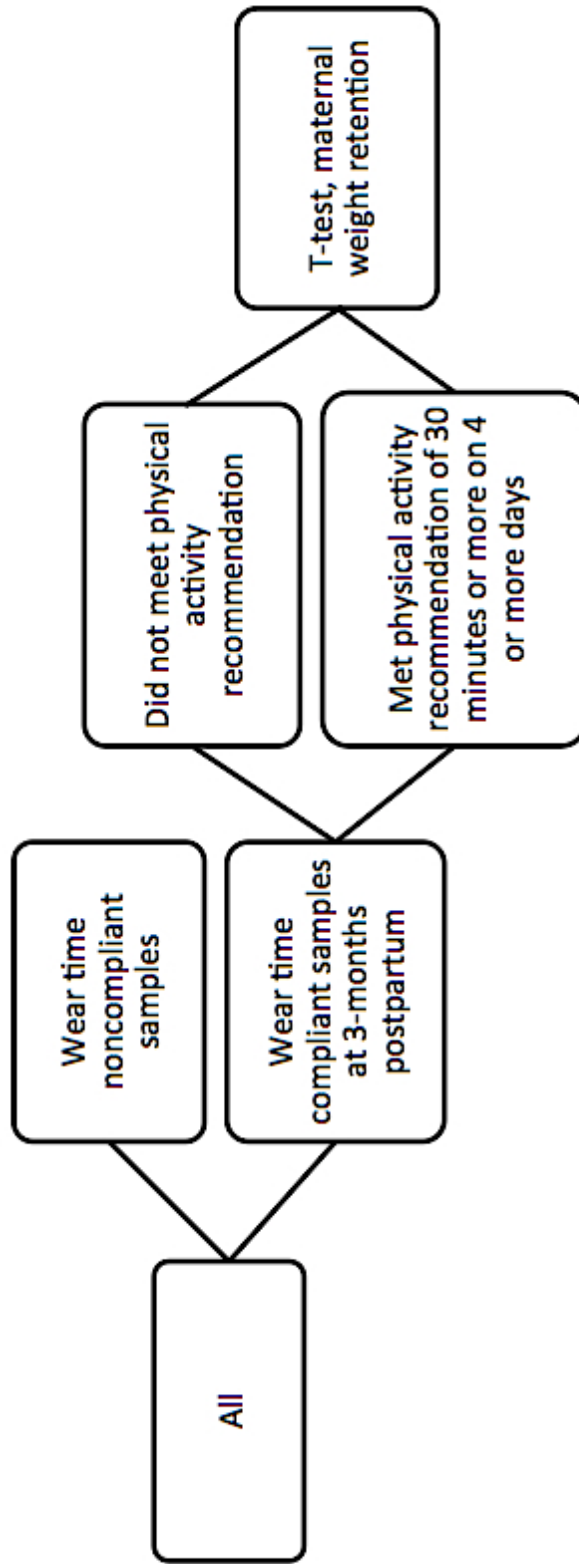 All
Wear time
noncompliant
samples
Wear time
compliant samples
at 3-months
postpartum
Did not meet physical
activity
recommendation
Met physical activity
recommendation of 30
minutes or more on 4
or more days
T-test, maternal
weight retention